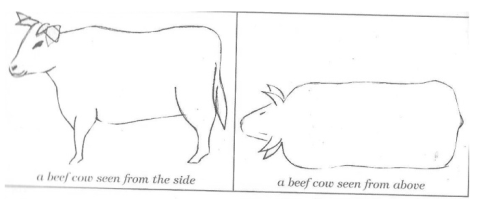 a beef cow seen from the side
a beef cow seen from above